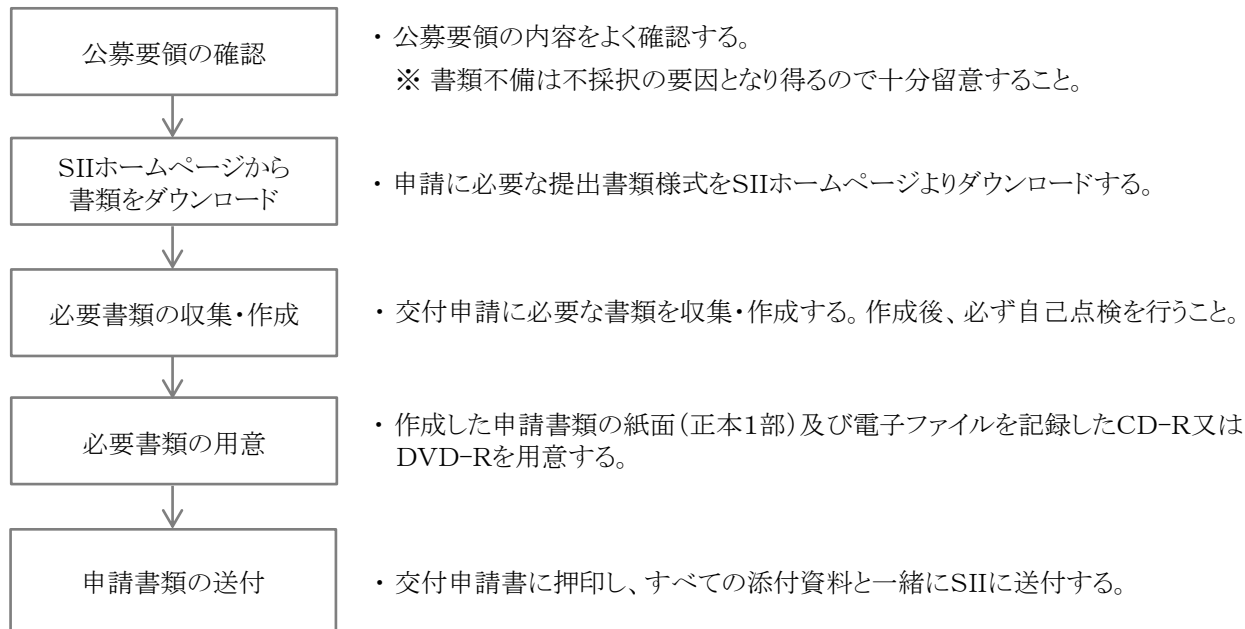 公募要領の確認
・ 公募要領の内容をよく確認する。
※ 書類不備は不採択の要因となり得るので十分留意すること。
SIIホームページから
書類をダウンロード
・ 申請に必要な提出書類様式をSIIホームページよりダウンロードする。
必要書類の収集・作成
・ 交付申請に必要な書類を収集・作成する。作成後、必ず自己点検を行うこと。
必要書類の用意
・ 作成した申請書類の紙面(正本1部)及び電子ファイルを記録したCD-R又は
DVD-Rを用意する。
申請書類の送付
・ 交付申請書に押印し、すべての添付資料と一緒にSIIに送付する。